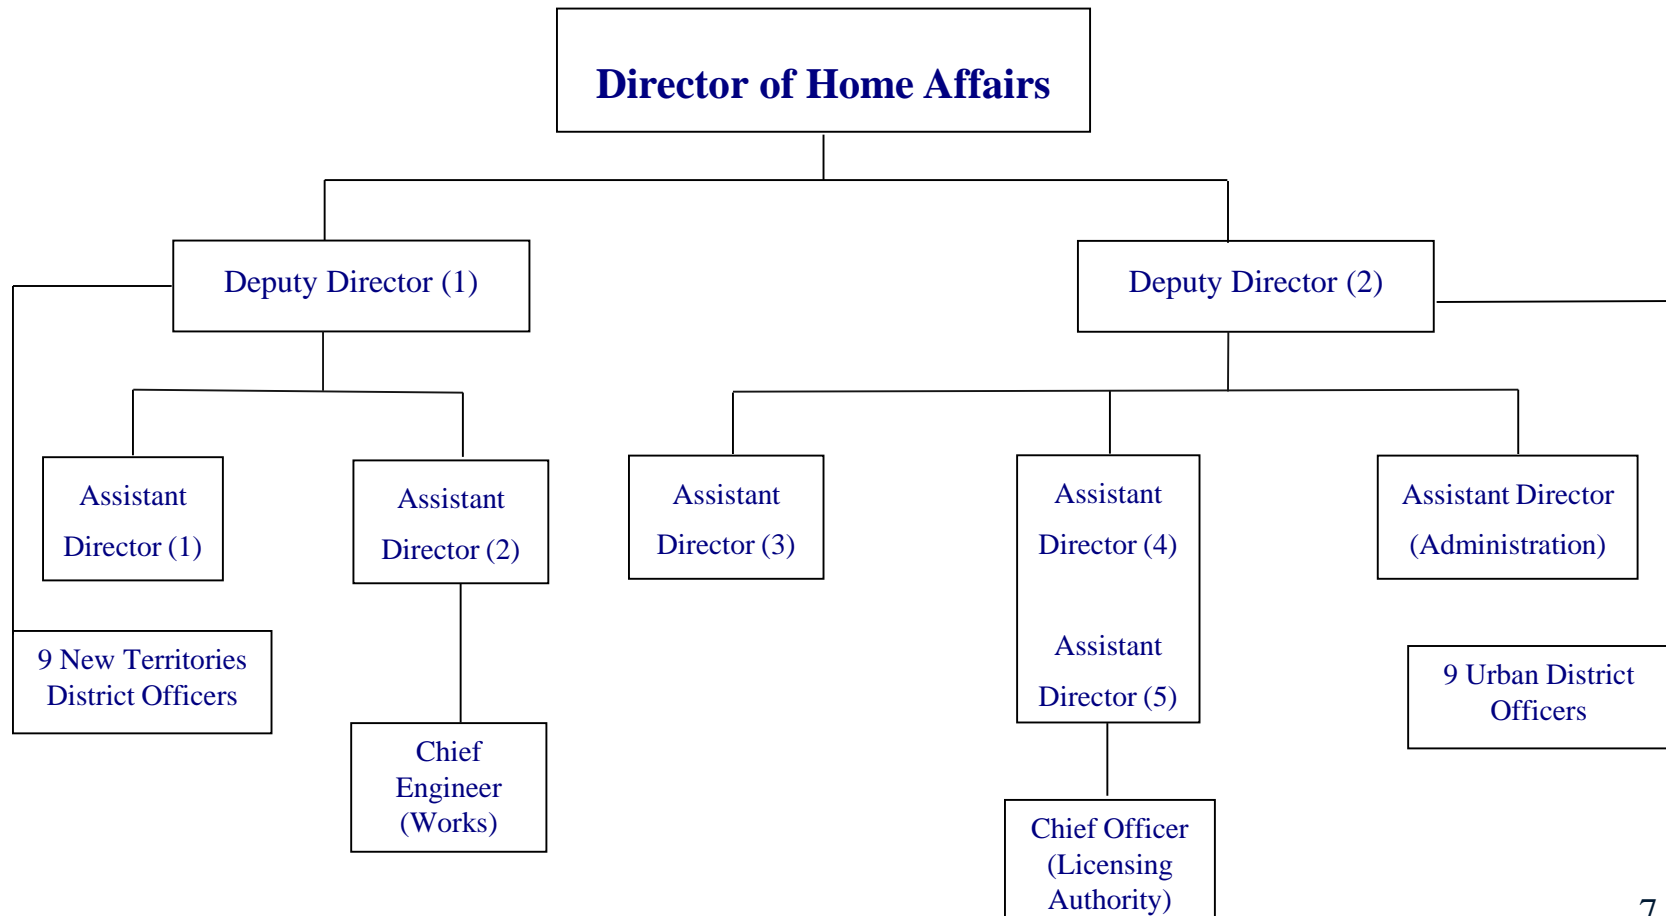 Director of Home Affairs
Deputy Director (1)
Deputy Director (2)
Assistant
Director (1)
Assistant
Director (2)
Assistant
Director (3)
Assistant
Director (4)
Assistant
Director (5)
Assistant Director
(Administration)
9 New Territories
District Officers
9 Urban District
Officers
Chief
Engineer
(Works)
Chief Officer
(Licensing
Authority)
7